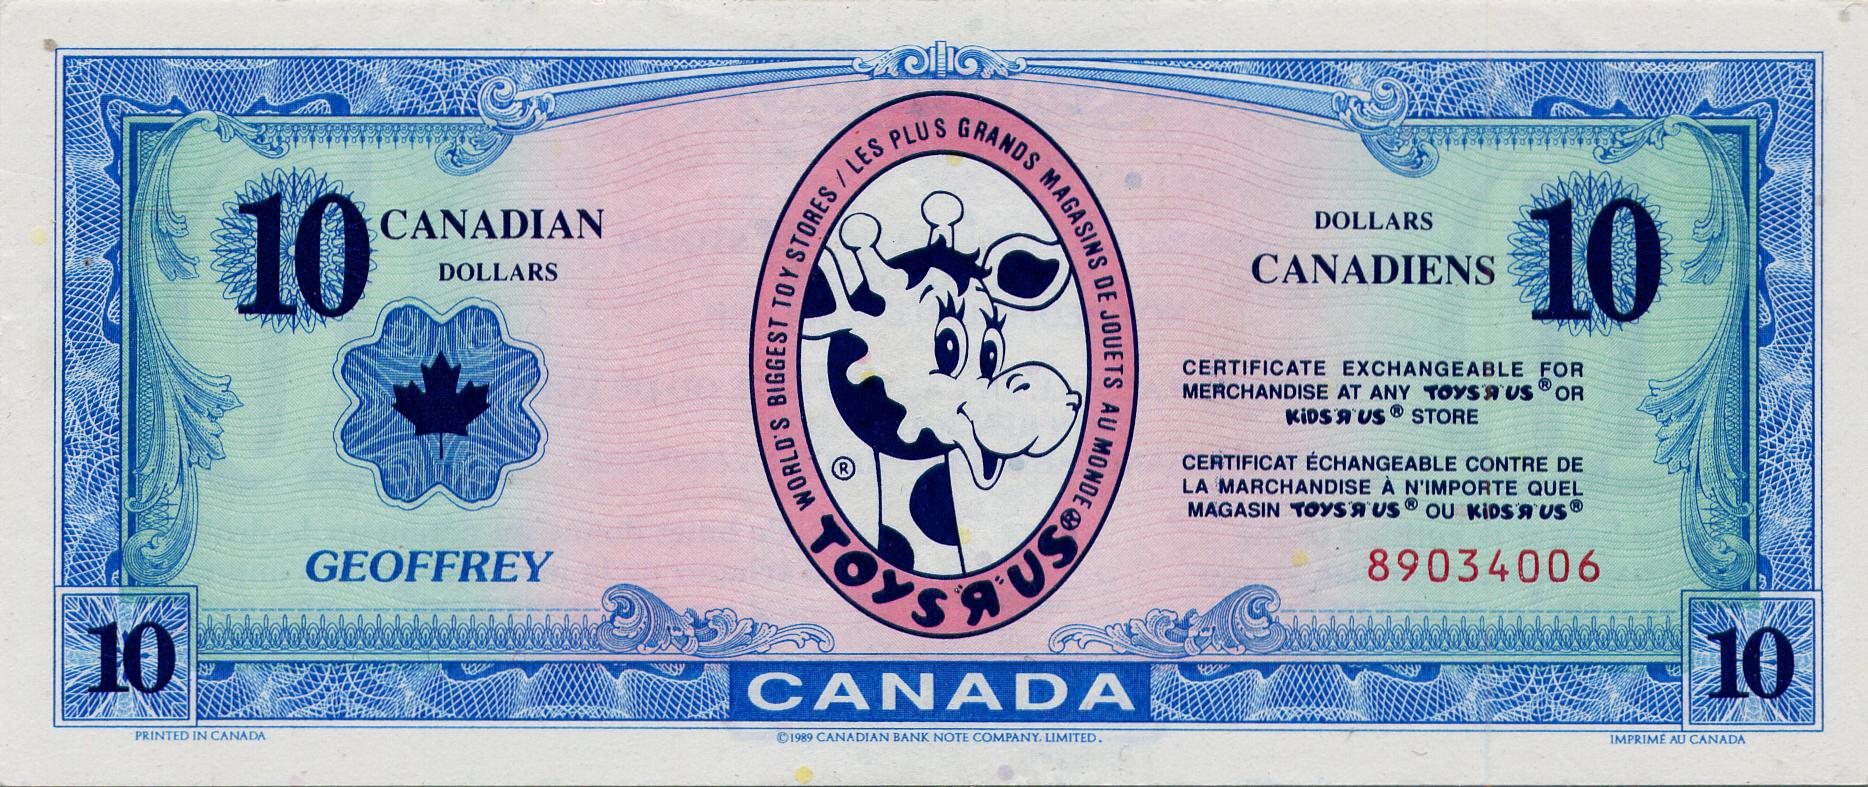 10 CANADIAN
DOLLARS
GEOFFREY
10
WORLD'S BIGGEST TOY STORES / LES PLUS GRANDS MAGASINS DE JOUETS AU MONDE
TOYS "R" US®
®
DOLLARS
CANADIENS 10
CERTIFICATE EXCHANGEABLE FOR
MERCHANDISE AT ANY TOYS "R" US® OR
KIDS "R" US® STORE
CERTIFICAT ÉCHANGEABLE CONTRE DE
LA MARCHANDISE À N'IMPORTE QUEL
MAGASIN TOYS "R" US® OU KIDS "R" US®
89034006
10
CANADA
PRINTED IN CANADA
©1989 CANADIAN BANK NOTE COMPANY, LIMITED.
IMPRIMÉ AU CANADA